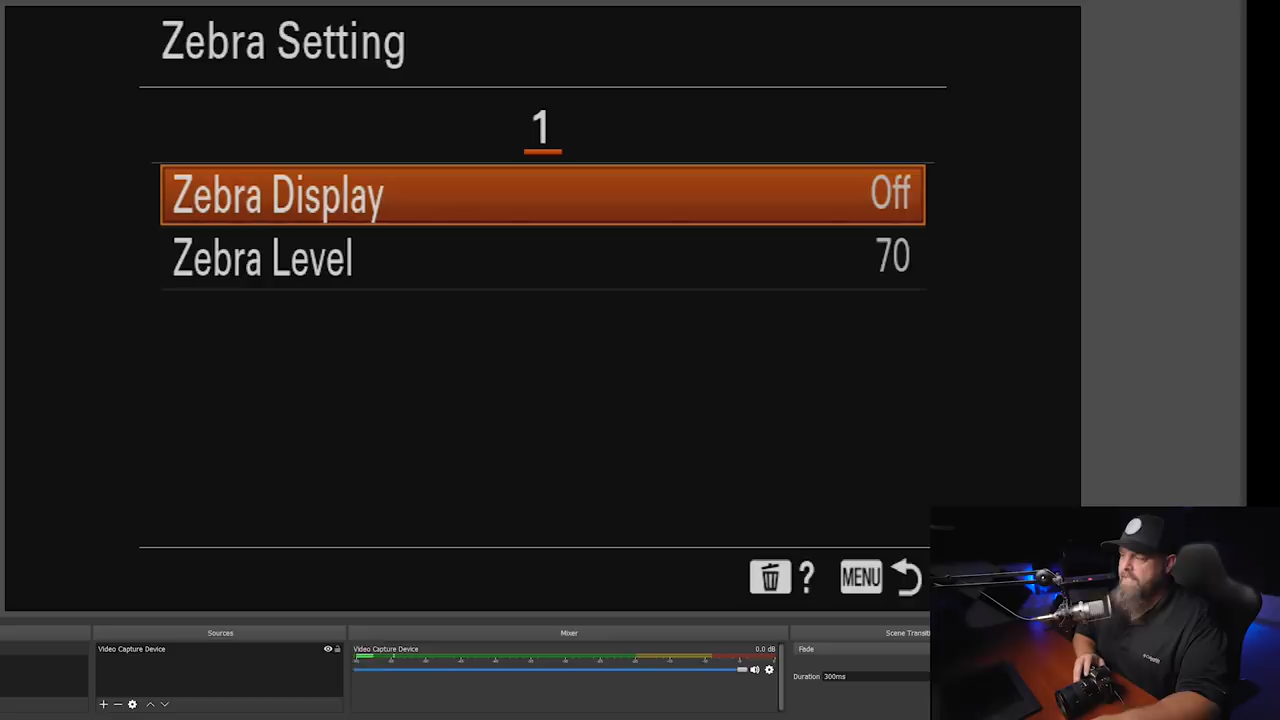 Zebra Setting
1
Zebra Display Off
Zebra Level 70
? MENU
Sources Mixer Scene Transiti
Video Capture Device
Video Capture Device 0.0 dB
Fade
Duration 300ms